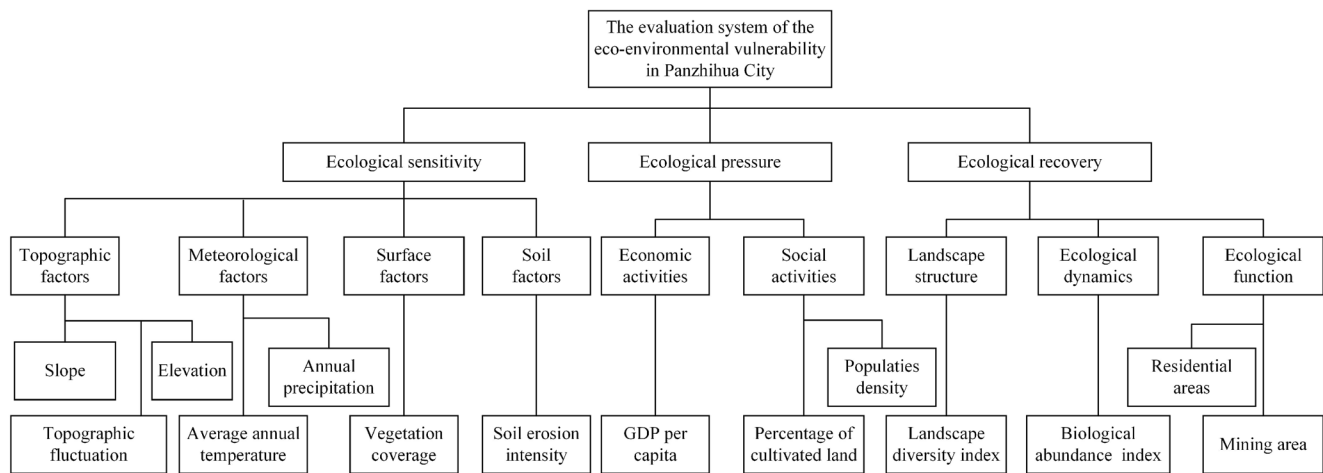 The evaluation system of the
eco-environmental vulnerability
in Panzhihua City
Ecological sensitivity
Ecological pressure
Ecological recovery
Topographic
factors
Meteorological
factors
Surface
factors
Soil
factors
Economic
activities
Social
activities
Landscape
structure
Ecological
dynamics
Ecological
function
Slope
Elevation
Annual
precipitation
Populaties
density
Residential
areas
Topographic
fluctuation
Average annual
temperature
Vegetation
coverage
Soil erosion
intensity
GDP per
capita
Percentage of
cultivated land
Landscape
diversity index
Biological
abundance index
Mining area